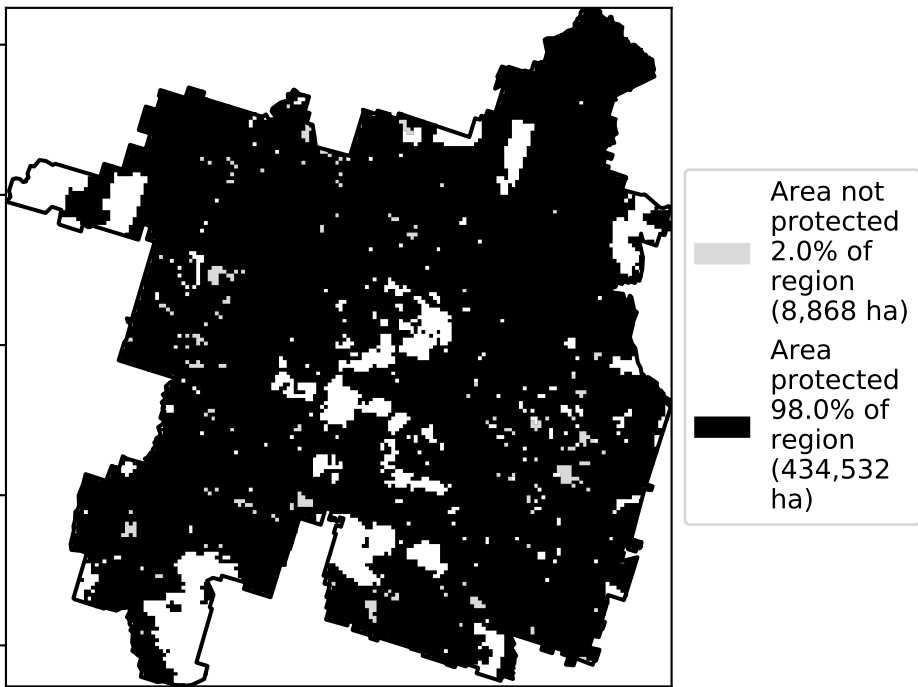 Area not
protected
2.0% of
region
(8,868 ha)
Area
protected
98.0% of
region
(434,532
ha)